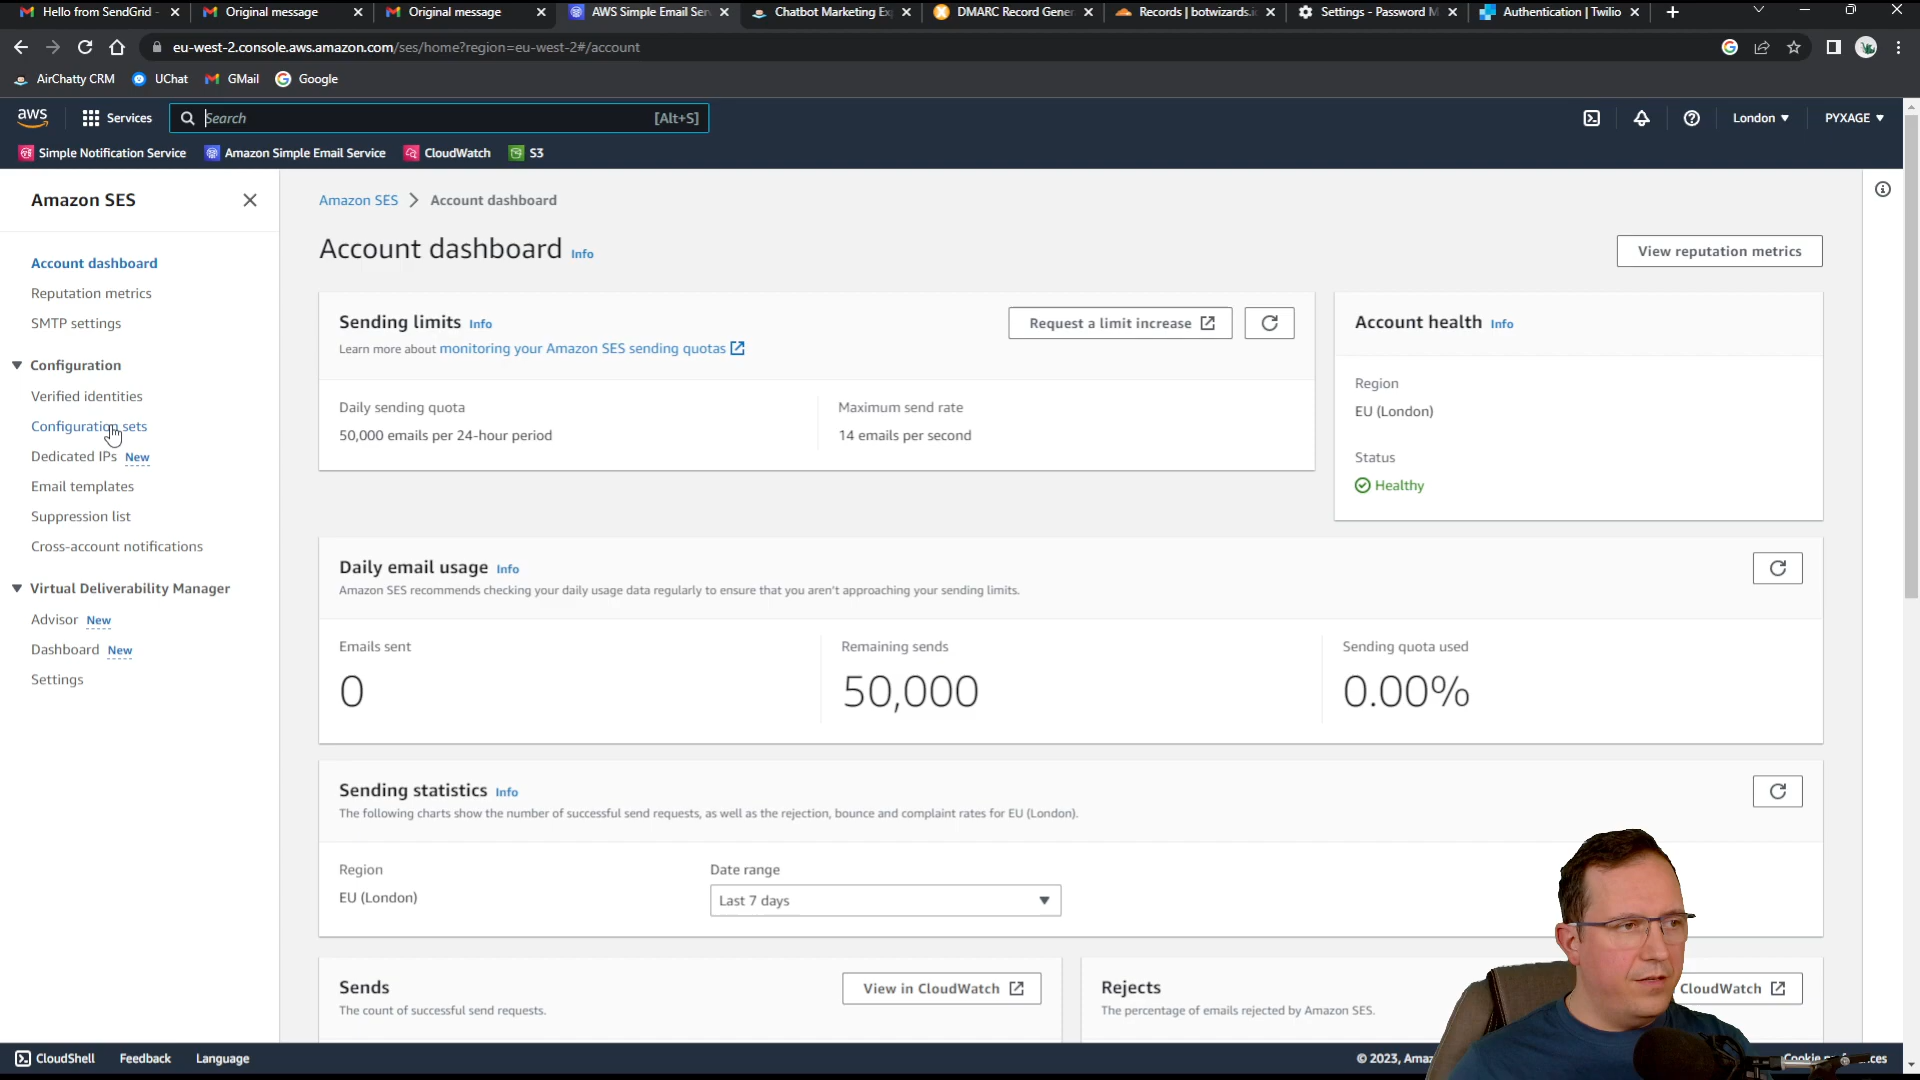 Hello from SendGrid -
Original message
Original message
AWS Simple Email Ser
Chatbot Marketing Ex
DMARC Record Gener
Records | botwizards.i
Settings - Password M
Authentication | Twilio
eu-west-2.console.aws.amazon.com/ses/home?region=eu-west-2#/account
AirChatty CRM
UChat
GMail
Google
aws
Services
Search
[Alt+S]
London
PYXAGE
Simple Notification Service
Amazon Simple Email Service
CloudWatch
S3
Amazon SES
Account dashboard
Reputation metrics
SMTP settings
Configuration
Verified identities
Configuration sets
Dedicated IPs New
Email templates
Suppression list
Cross-account notifications
Virtual Deliverability Manager
Advisor New
Dashboard New
Settings
Amazon SES
Account dashboard
Account dashboard Info
View reputation metrics
Sending limits Info
Learn more about monitoring your Amazon SES sending quotas
Request a limit increase
Daily sending quota
50,000 emails per 24-hour period
Maximum send rate
14 emails per second
Account health Info
Region
EU (London)
Status
Healthy
Daily email usage Info
Amazon SES recommends checking your daily usage data regularly to ensure that you aren't approaching your sending limits.
Emails sent
0
Remaining sends
50,000
Sending quota used
0.00%
Sending statistics Info
The following charts show the number of successful send requests, as well as the rejection, bounce and complaint rates for EU (London).
Region
EU (London)
Date range
Last 7 days
Sends
The count of successful send requests.
View in CloudWatch
Rejects
The percentage of emails rejected by Amazon SES.
CloudWatch
CloudShell
Feedback
Language
© 2023, Amaz
Cookie